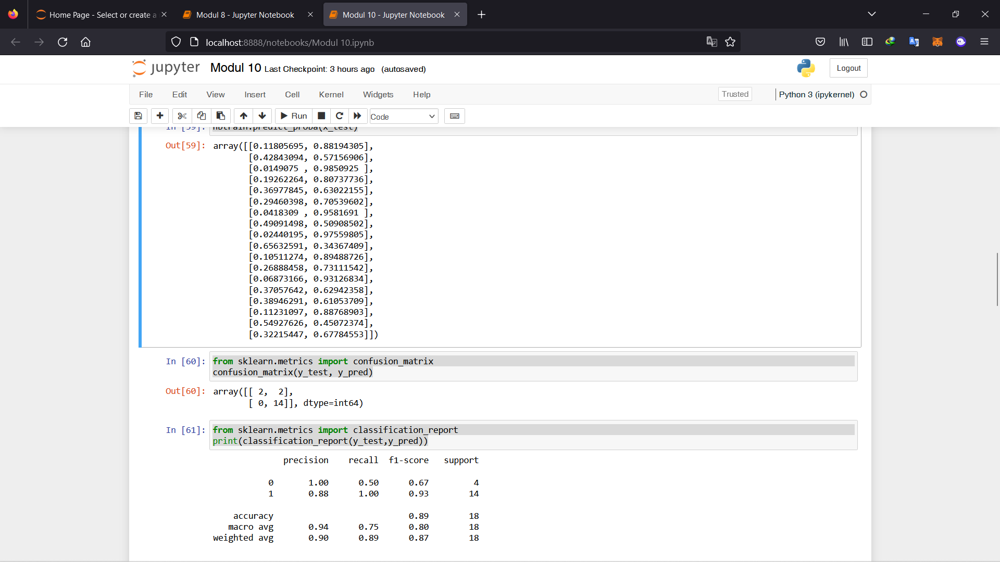 Home Page - Select or create a
Modul 8 - Jupyter Notebook
Modul 10 - Jupyter Notebook
localhost:8888/notebooks/Modul 10.ipynb
jupyter Modul 10 Last Checkpoint: 3 hours ago (autosaved)
Logout
File Edit View Insert Cell Kernel Widgets Help
Trusted
Python 3 (ipykernel)
Run
Code
In [59]: nbtrain.predict_proba(x_test)
Out[59]: array([[0.11805695, 0.88194305],
[0.42843094, 0.57156906],
[0.0149075 , 0.9850925 ],
[0.19262264, 0.80737736],
[0.36977845, 0.63022155],
[0.29460398, 0.70539602],
[0.0418309 , 0.9581691 ],
[0.49091498, 0.50908502],
[0.02440195, 0.97559805],
[0.65632591, 0.34367409],
[0.10511274, 0.89488726],
[0.26888458, 0.73111542],
[0.06873166, 0.93126834],
[0.37057642, 0.62942358],
[0.38946291, 0.61053709],
[0.11231097, 0.88768903],
[0.54927626, 0.45072374],
[0.32215447, 0.67784553]])
In [60]: from sklearn.metrics import confusion_matrix
confusion_matrix(y_test, y_pred)
Out[60]: array([[ 2,  2],
[ 0, 14]], dtype=int64)
In [61]: from sklearn.metrics import classification_report
print(classification_report(y_test,y_pred))
precision recall f1-score support
0 1.00 0.50 0.67 4
1 0.88 1.00 0.93 14
accuracy 0.89 18
macro avg 0.94 0.75 0.80 18
weighted avg 0.90 0.89 0.87 18